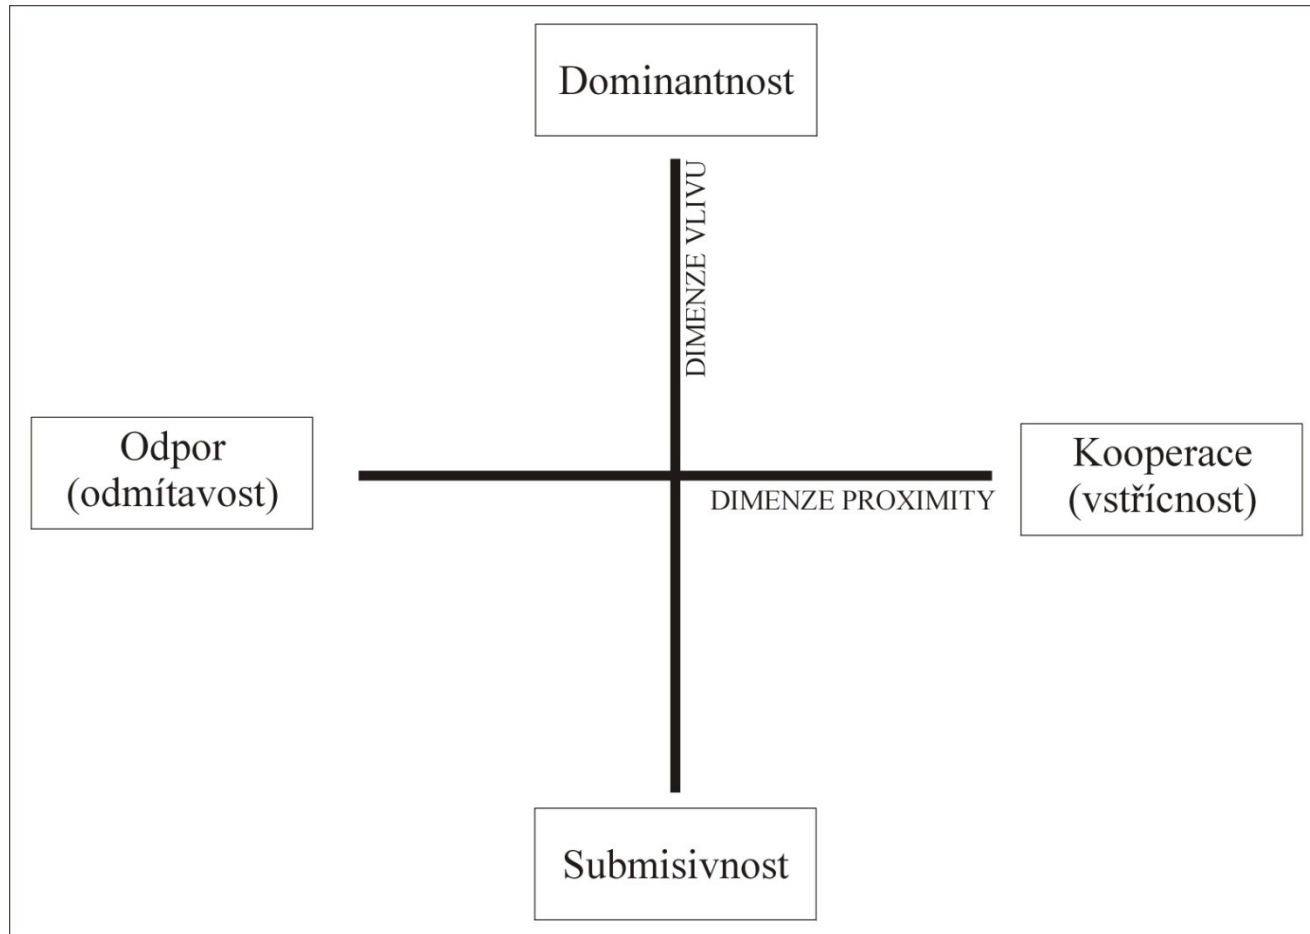 Dominantnost
DIMENZE VLIVU
Odpor
(odmítavost)
Kooperace
(vstřícnost)
DIMENZE PROXIMITY
Submisivnost